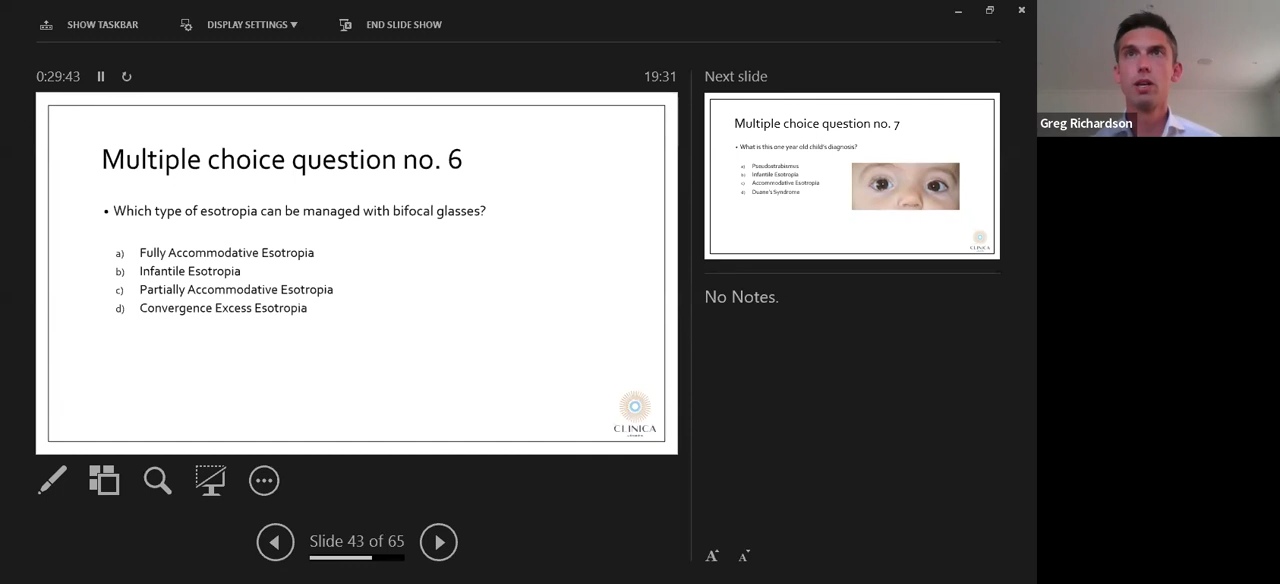 SHOW TASKBAR
DISPLAY SETTINGS ▼
END SLIDE SHOW
0:29:43
19:31
Multiple choice question no. 6
• Which type of esotropia can be managed with bifocal glasses?
a) Fully Accommodative Esotropia
b) Infantile Esotropia
c) Partially Accommodative Esotropia
d) Convergence Excess Esotropia
CLINICA
LONDON
Slide 43 of 65
Next slide
Multiple choice question no. 7
• What is this one year old child's diagnosis?
a) Pseudostrabismus
b) Infantile Esotropia
c) Accommodative Esotropia
d) Duane's Syndrome
CLINICA
No Notes.
A A
Greg Richardson